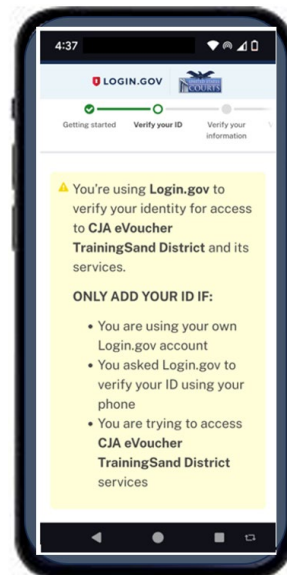 4:37
LOGIN.GOV
COURTS
Getting started
Verify your ID
Verify your
information
You're using Login.gov to
verify your identity for access
to CJA eVoucher
TrainingSand District and its
services.
ONLY ADD YOUR ID IF:
• You are using your own
Login.gov account
• You asked Login.gov to
verify your ID using your
phone
• You are trying to access
CJA eVoucher
TrainingSand District
services